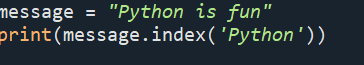 message = "Python is fun"
print(message.index('Python'))